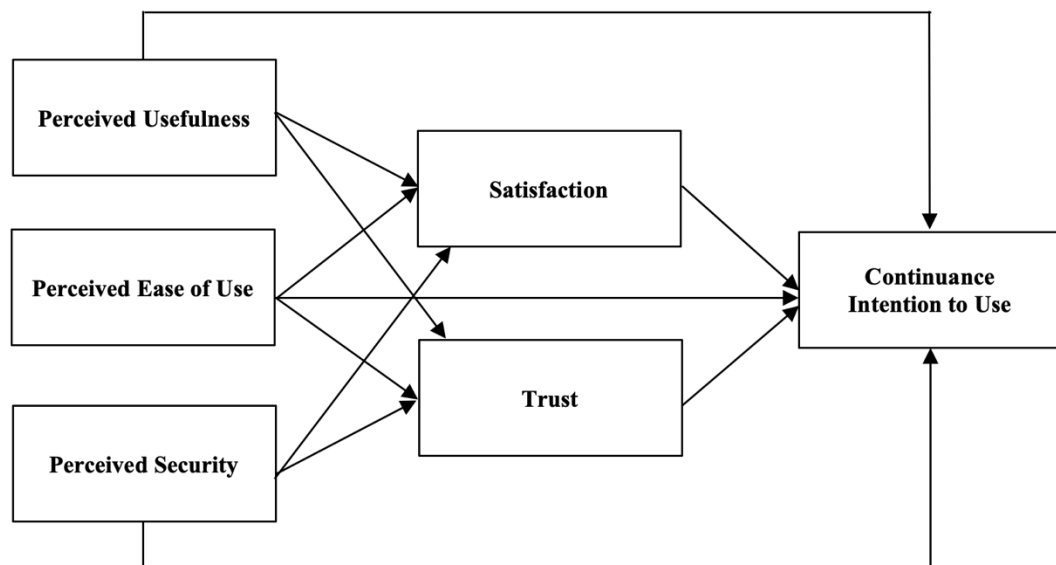 Perceived Usefulness
Satisfaction
Perceived Ease of Use
Continuance
Intention to Use
Trust
Perceived Security